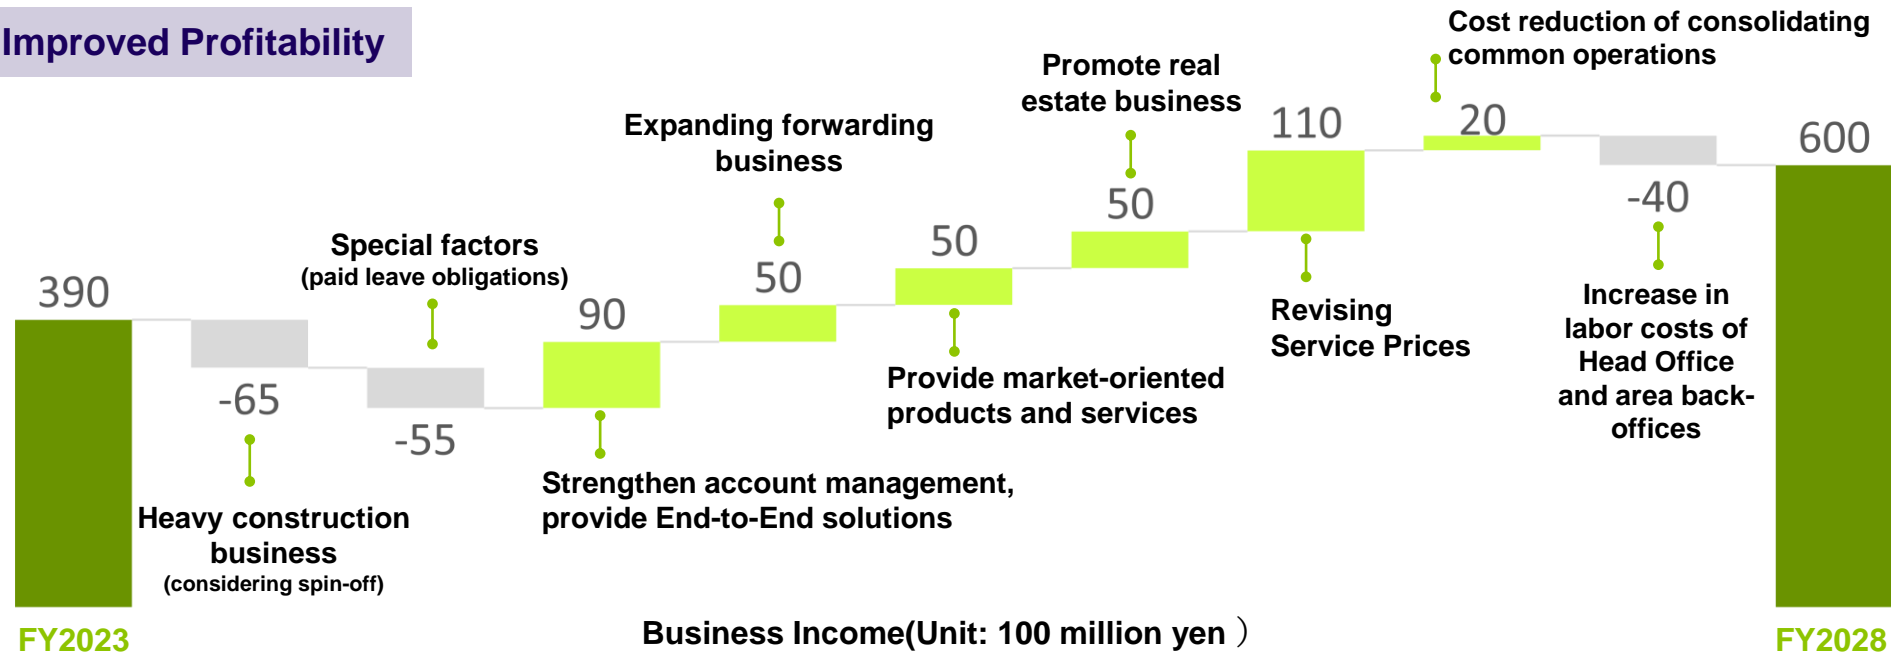 Improved Profitability
390
FY2023
-65
Heavy construction
business
(considering spin-off)
Special factors
(paid leave obligations)
-55
90
Strengthen account management,
provide End-to-End solutions
Expanding forwarding
business
50
50
Provide market-oriented
products and services
Promote real
estate business
50
110
Revising
Service Prices
Cost reduction of consolidating
common operations
20
-40
Increase in
labor costs of
Head Office
and area back-
offices
600
FY2028
Business Income(Unit: 100 million yen ）